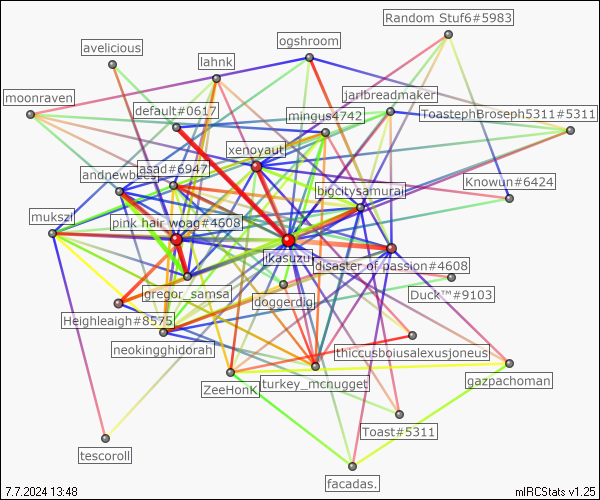 Random Stuf6#5983
ogshroom
avelicious
lahnk
jarlbreadmaker
moonraven
default#0617
mingus4742
ToastephBroseph5311#5311
xenoyaut
asad#6947
Knowun#6424
bigcitysamurai
mukszi
pink hair woag#4608
ikasuzu
disaster of passion#4608
gregor_samsa
doggerdig
Duck™#9103
Heighleaigh#8575
neokingghidorah
thiccusboiusalexusjoneus
ZeeHonk
turkey_mcnugget
gazpachoman
Toast#5311
tescoroll
facadas.
7.7.2024 13:48
mIRCStats v1.25